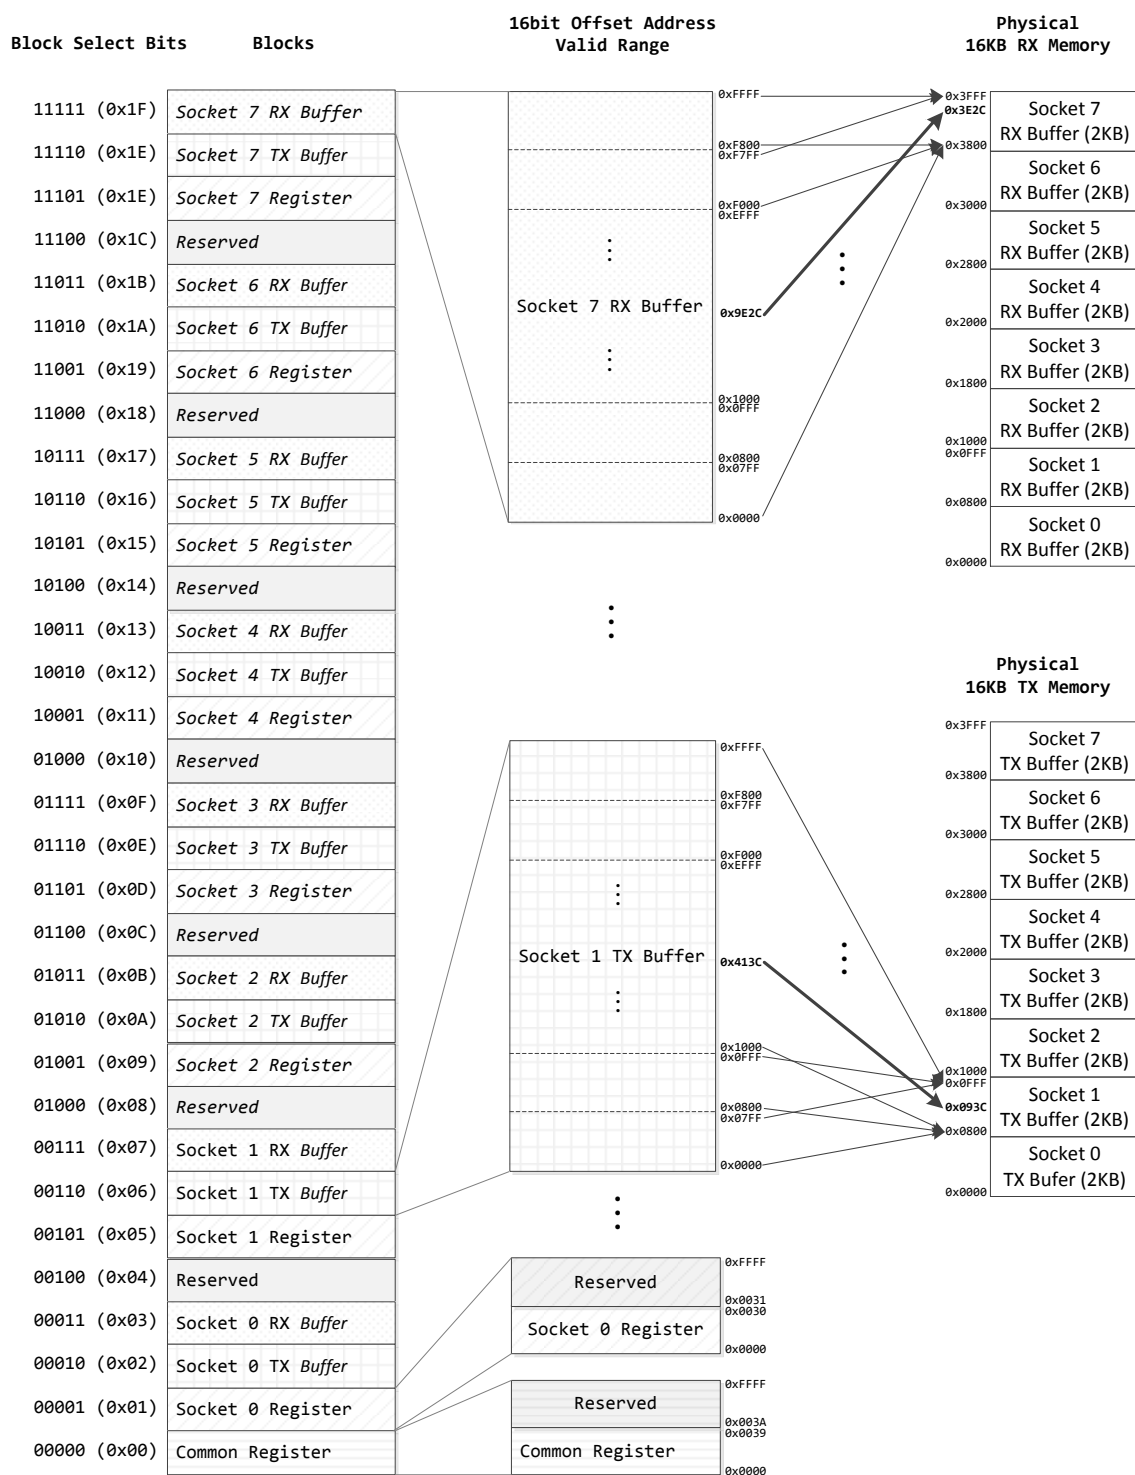 Block Select Bits
Blocks
16bit Offset Address
Valid Range
Physical
16KB RX Memory
11111 (0x1F) Socket 7 RX Buffer
11110 (0x1E) Socket 7 TX Buffer
11101 (0x1E) Socket 7 Register
11100 (0x1C) Reserved
11011 (0x1B) Socket 6 RX Buffer
11010 (0x1A) Socket 6 TX Buffer
11001 (0x19) Socket 6 Register
11000 (0x18) Reserved
10111 (0x17) Socket 5 RX Buffer
10110 (0x16) Socket 5 TX Buffer
10101 (0x15) Socket 5 Register
10100 (0x14) Reserved
10011 (0x13) Socket 4 RX Buffer
10010 (0x12) Socket 4 TX Buffer
10001 (0x11) Socket 4 Register
01000 (0x10) Reserved
01111 (0x0F) Socket 3 RX Buffer
01110 (0x0E) Socket 3 TX Buffer
01101 (0x0D) Socket 3 Register
01100 (0x0C) Reserved
01011 (0x0B) Socket 2 RX Buffer
01010 (0x0A) Socket 2 TX Buffer
01001 (0x09) Socket 2 Register
01000 (0x08) Reserved
00111 (0x07) Socket 1 RX Buffer
00110 (0x06) Socket 1 TX Buffer
00101 (0x05) Socket 1 Register
00100 (0x04) Reserved
00011 (0x03) Socket 0 RX Buffer
00010 (0x02) Socket 0 TX Buffer
00001 (0x01) Socket 0 Register
00000 (0x00) Common Register
0xFFFF
0xF800
0xF7FF
0xF000
0xEFFF
Socket 7 RX Buffer
0x9E2C
0x1000
0x0FFF
0x0800
0x07FF
0x0000
0xFFFF
0xF800
0xF7FF
0xF000
0xEFFF
Socket 1 TX Buffer
0x413C
0x1000
0x0FFF
0x0800
0x07FF
0x0000
0xFFFF
Reserved
0x0031
0x0030
Socket 0 Register
0x0000
0xFFFF
Reserved
0x003A
0x0039
Common Register
0x0000
0x3FFF
0x3E2C
Socket 7
RX Buffer (2KB)
0x3800
Socket 6
RX Buffer (2KB)
0x3000
Socket 5
RX Buffer (2KB)
0x2800
Socket 4
RX Buffer (2KB)
0x2000
Socket 3
RX Buffer (2KB)
0x1800
Socket 2
RX Buffer (2KB)
0x1000
0x0FFF
Socket 1
RX Buffer (2KB)
0x0800
Socket 0
RX Buffer (2KB)
0x0000
Physical
16KB TX Memory
0x3FFF
Socket 7
TX Buffer (2KB)
0x3800
Socket 6
TX Buffer (2KB)
0x3000
Socket 5
TX Buffer (2KB)
0x2800
Socket 4
TX Buffer (2KB)
0x2000
Socket 3
TX Buffer (2KB)
0x1800
Socket 2
TX Buffer (2KB)
0x1000
0x0FFF
Socket 1
0x093C
TX Buffer (2KB)
0x0800
Socket 0
TX Bufer (2KB)
0x0000